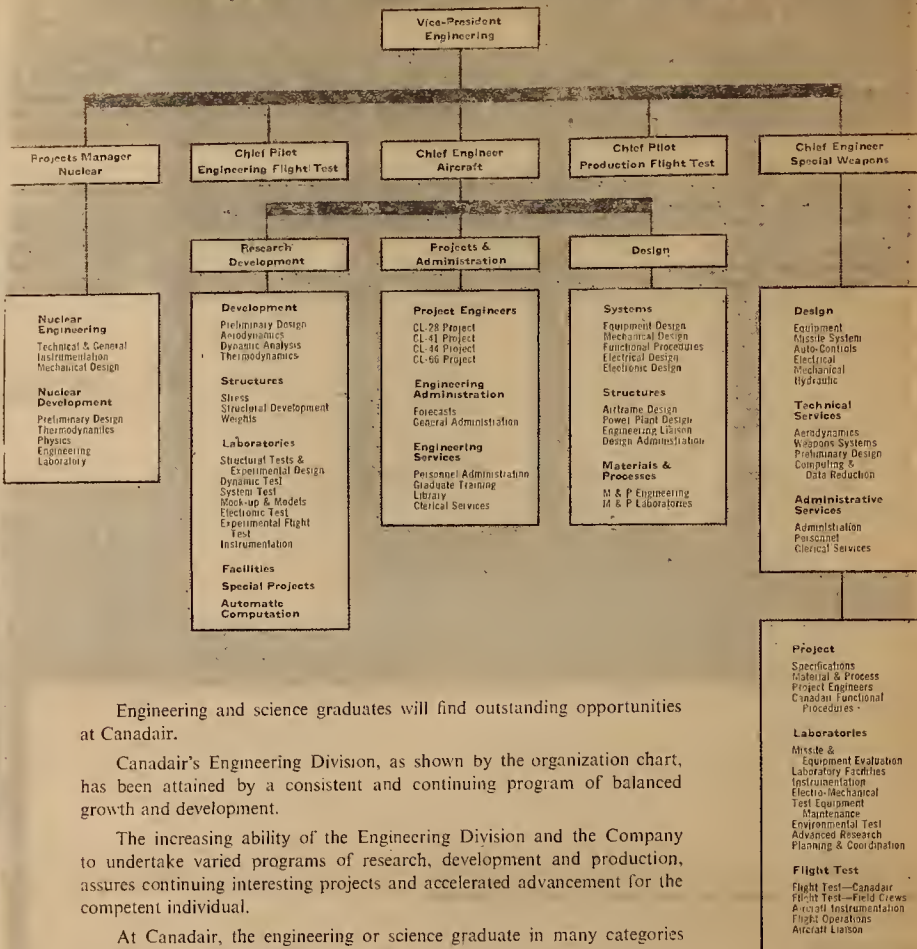 Vice-President
Engineering
Projects Manager
Nuclear
Chief Pilot
Engineering Flight Test
Chief Engineer
Aircraft
Chief Pilot
Production Flight Test
Chief Engineer
Special Weapons
Research
Development
Projects &
Administration
Design
Nuclear
Engineering
Technical & General
Instrumentation
Mechanical Design
Nuclear
Development
Preliminary Design
Thermodynamics
Physics
Engineering
Laboratory
Development
Preliminary Design
Aerodynamics
Dynamic Analysis
Thermodynamics
Structures
Stress
Structural Development
Weights
Laboratories
Structural Tests &
Experimental Design
Dynamic Test
System Test
Mock-up & Models
Electronic Test
Experimental Flight
Test
Instrumentation
Facilities
Special Projects
Automatic
Computation
Project Engineers
CL-28 Project
CL-41 Project
CL-44 Project
CL-66 Project
Engineering
Administration
Forecasts
General Administration
Engineering
Services
Personnel Administration
Graduate Training
Library
Clerical Services
Systems
Equipment Design
Mechanical Design
Functional Procedures
Electrical Design
Electronic Design
Structures
Airframe Design
Power Plant Design
Engineering Liaison
Design Administration
Materials &
Processes
M & P Engineering
M & P Laboratories
Design
Equipment
Missile System
Auto-Controls
Electrical
Mechanical
Hydraulic
Technical
Services
Aerodynamics
Weapons Systems
Preliminary Design
Computing &
Data Reduction
Administrative
Services
Administration
Personnel
Clerical Services
Project
Specifications
Material & Process
Project Engineers
Canadair Functional
Procedures
Laboratories
Missile &
Equipment Evaluation
Laboratory Facilities
Instrumentation
Electro-Mechanical
Test Equipment
Maintenance
Environmental Test
Advanced Research
Planning & Coordination
Flight Test
Flight Test—Canadair
Flight Test—Field Crews
Aircraft Instrumentation
Flight Operations
Aircraft Liaison
Engineering and science graduates will find outstanding opportunities
at Canadair.
Canadair's Engineering Division, as shown by the organization chart,
has been attained by a consistent and continuing program of balanced
growth and development.
The increasing ability of the Engineering Division and the Company
to undertake varied programs of research, development and production,
assures continuing interesting projects and accelerated advancement for the
competent individual.
At Canadair, the engineering or science graduate in many categories